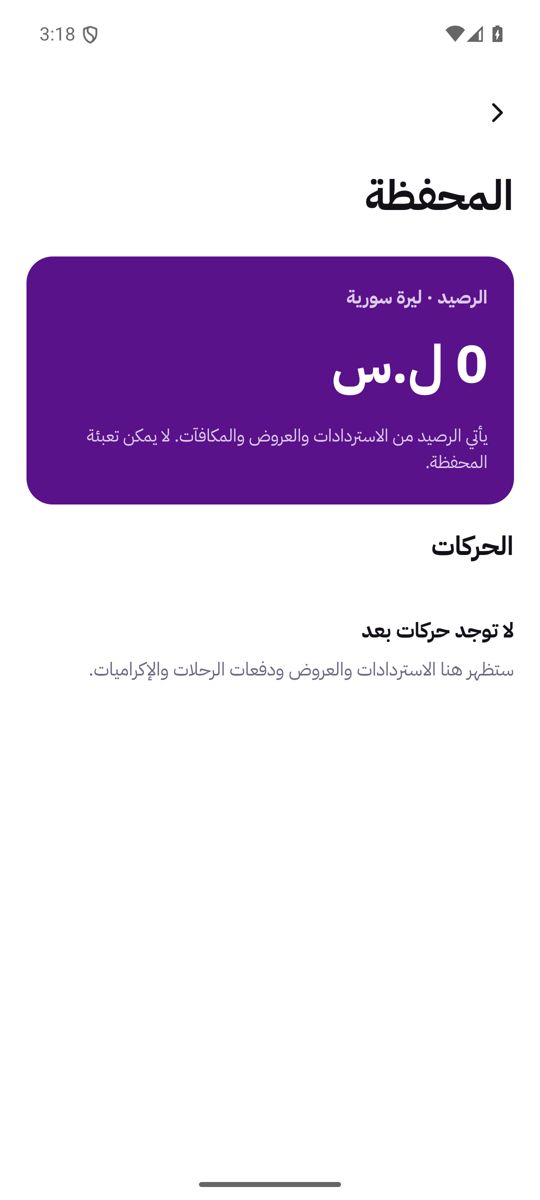 3:18
المحفظة
الرصيد · ليرة سورية
0 ل.س
يأتي الرصيد من الاستردادات والعروض والمكافآت. لا يمكن تعبئة
المحفظة.
الحركات
لا توجد حركات بعد
ستظهر هنا الاستردادات والعروض ودفعات الرحلات والإكراميات.